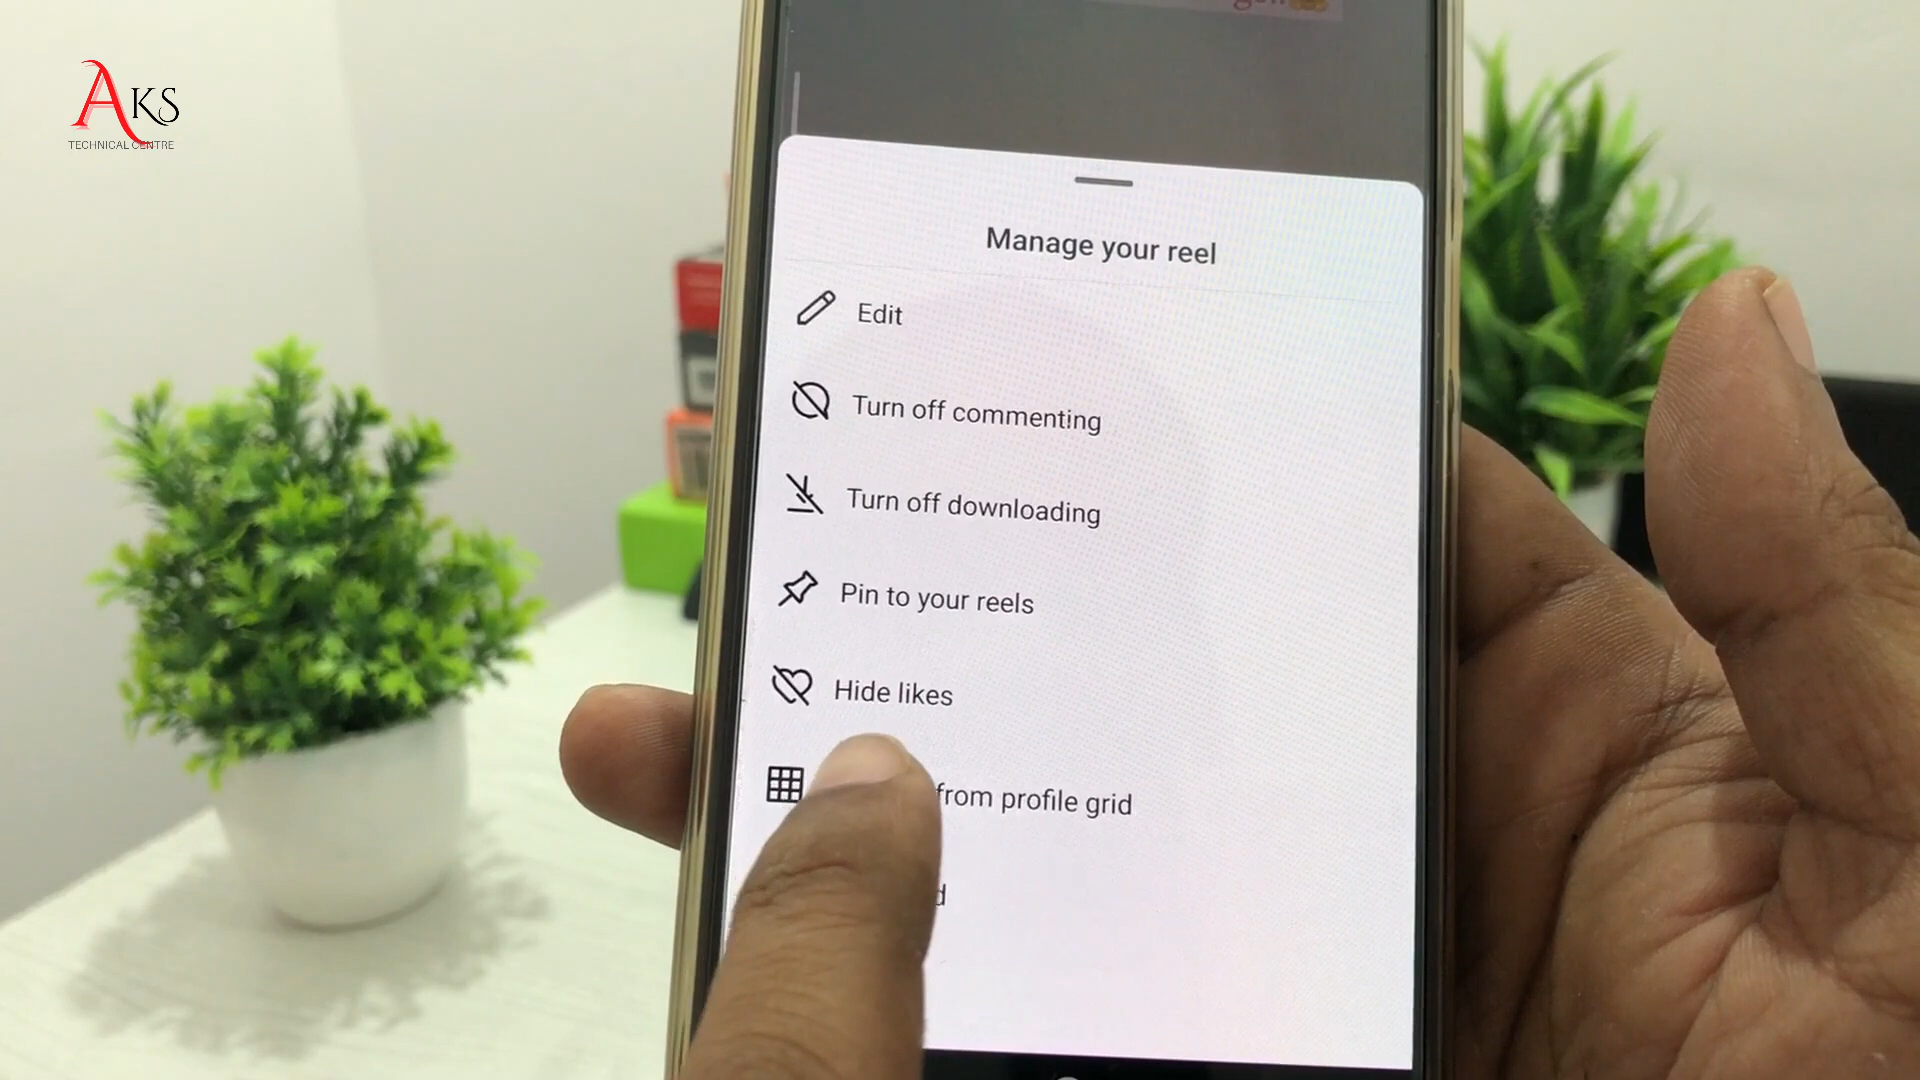 AKS
TECHNICAL CENTRE
Manage your reel
Edit
Turn off commenting
Turn off downloading
Pin to your reels
Hide likes
from profile grid